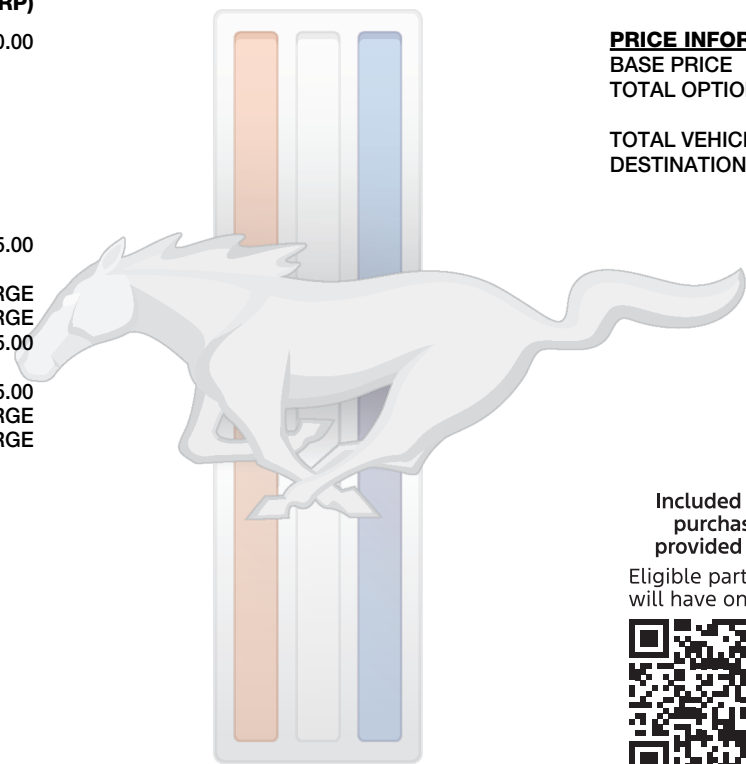 RP)
0.00
5.00
RGE
RGE
5.00
5.00
RGE
RGE
PRICE INFOR
BASE PRICE
TOTAL OPTIO
TOTAL VEHIC
DESTINATION
Included
purchas
provided
Eligible part
will have on